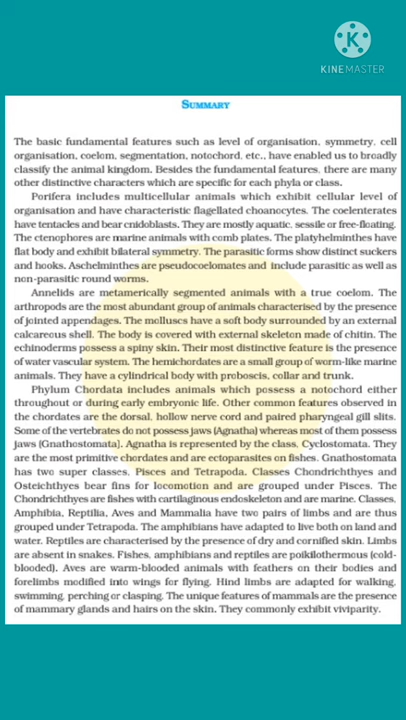 K
KINEMASTER
SUMMARY
The basic fundamental features such as level of organisation, symmetry, cell
organisation, coelom, segmentation, notochord, etc., have enabled us to broadly
classify the animal kingdom. Besides the fundamental features, there are many
other distinctive characters which are specific for each phyla or class.
Porifera includes multicellular animals which exhibit cellular level of
organisation and have characteristic flagellated choanocytes. The coelenterates
have tentacles and bear cnidoblasts. They are mostly aquatic, sessile or free-floating.
The ctenophores are marine animals with comb plates. The platyhelminthes have
flat body and exhibit bilateral symmetry. The parasitic forms show distinct suckers
and hooks. Aschelminthes are pseudocoelomates and include parasitic as well as
non-parasitic round worms.
Annelids are metamerically segmented animals with a true coelom. The
arthropods are the most abundant group of animals characterised by the presence
of jointed appendages. The molluscs have a soft body surrounded by an external
calcareous shell. The body is covered with external skeleton made of chitin. The
echinoderms possess a spiny skin. Their most distinctive feature is the presence
of water vascular system. The hemichordates are a small group of worm-like marine
animals. They have a cylindrical body with proboscis, collar and trunk.
Phylum Chordata includes animals which possess a notochord either
throughout or during early embryonic life. Other common features observed in
the chordates are the dorsal, hollow nerve cord and paired pharyngeal gill slits.
Some of the vertebrates do not possess jaws (Agnatha) whereas most of them possess
jaws (Gnathostomata). Agnatha is represented by the class, Cyclostomata. They
are the most primitive chordates and are ectoparasites on fishes. Gnathostomata
has two super classes, Pisces and Tetrapoda. Classes Chondrichthyes and
Osteichthyes bear fins for locomotion and are grouped under Pisces. The
Chondrichthyes are fishes with cartilaginous endoskeleton and are marine. Classes,
Amphibia, Reptilia, Aves and Mammalia have two pairs of limbs and are thus
grouped under Tetrapoda. The amphibians have adapted to live both on land and
water. Reptiles are characterised by the presence of dry and cornified skin. Limbs
are absent in snakes. Fishes, amphibians and reptiles are poikilothermous (cold-
blooded). Aves are warm-blooded animals with feathers on their bodies and
forelimbs modified into wings for flying. Hind limbs are adapted for walking,
swimming, perching or clasping. The unique features of mammals are the presence
of mammary glands and hairs on the skin. They commonly exhibit viviparity.